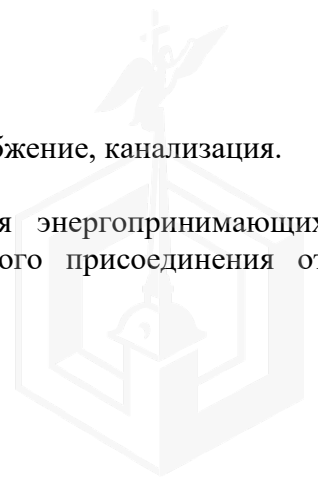 бжение, канализация.
я энергопринимающих
ого присоединения от